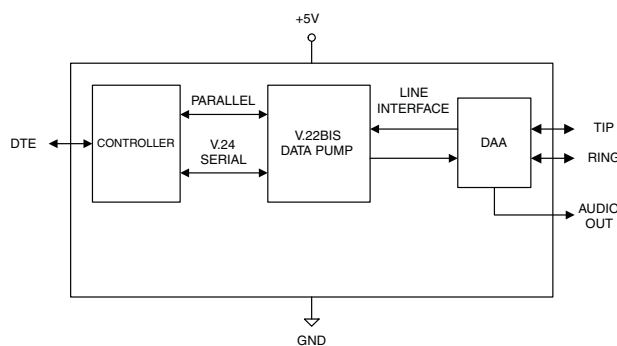 +5V
PARALLEL
LINE
INTERFACE
DTE
CONTROLLER
V.24
SERIAL
V.22BIS
DATA PUMP
DAA
TIP
RING
AUDIO
OUT
GND